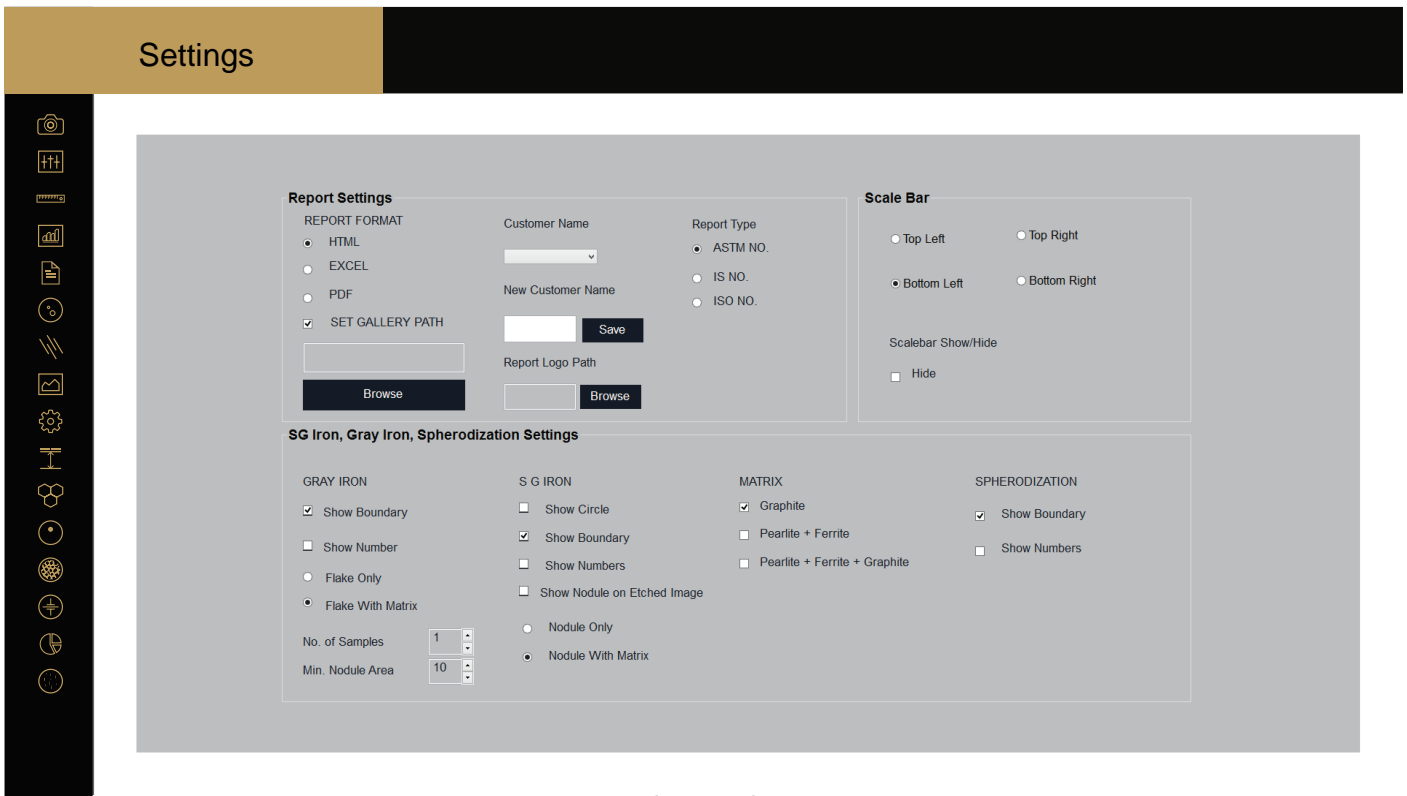 Settings
Report Settings
REPORT FORMAT
HTML
EXCEL
PDF
SET GALLERY PATH
Browse
Customer Name
New Customer Name
Save
Report Logo Path
Browse
Report Type
ASTM NO.
IS NO.
ISO NO.
Scale Bar
Top Left
Top Right
Bottom Left
Bottom Right
Scalebar Show/Hide
Hide
SG Iron, Gray Iron, Spherodization Settings
GRAY IRON
Show Boundary
Show Number
Flake Only
Flake With Matrix
No. of Samples 1
Min. Nodule Area 10
S G IRON
Show Circle
Show Boundary
Show Numbers
Show Nodule on Etched Image
Nodule Only
Nodule With Matrix
MATRIX
Graphite
Pearlite + Ferrite
Pearlite + Ferrite + Graphite
SPHERODIZATION
Show Boundary
Show Numbers